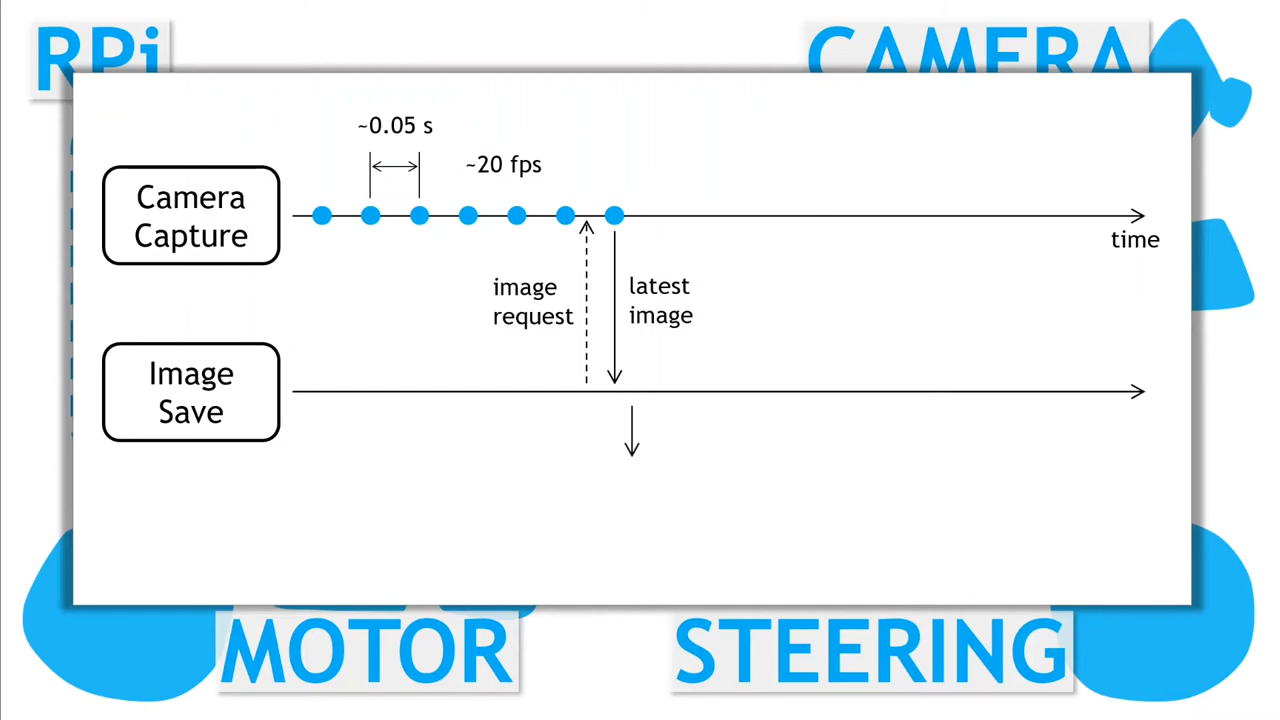 RPi
CAMERA
~0.05 s
~20 fps
Camera
Capture
time
image
request
latest
image
Image
Save
MOTOR
STEERING